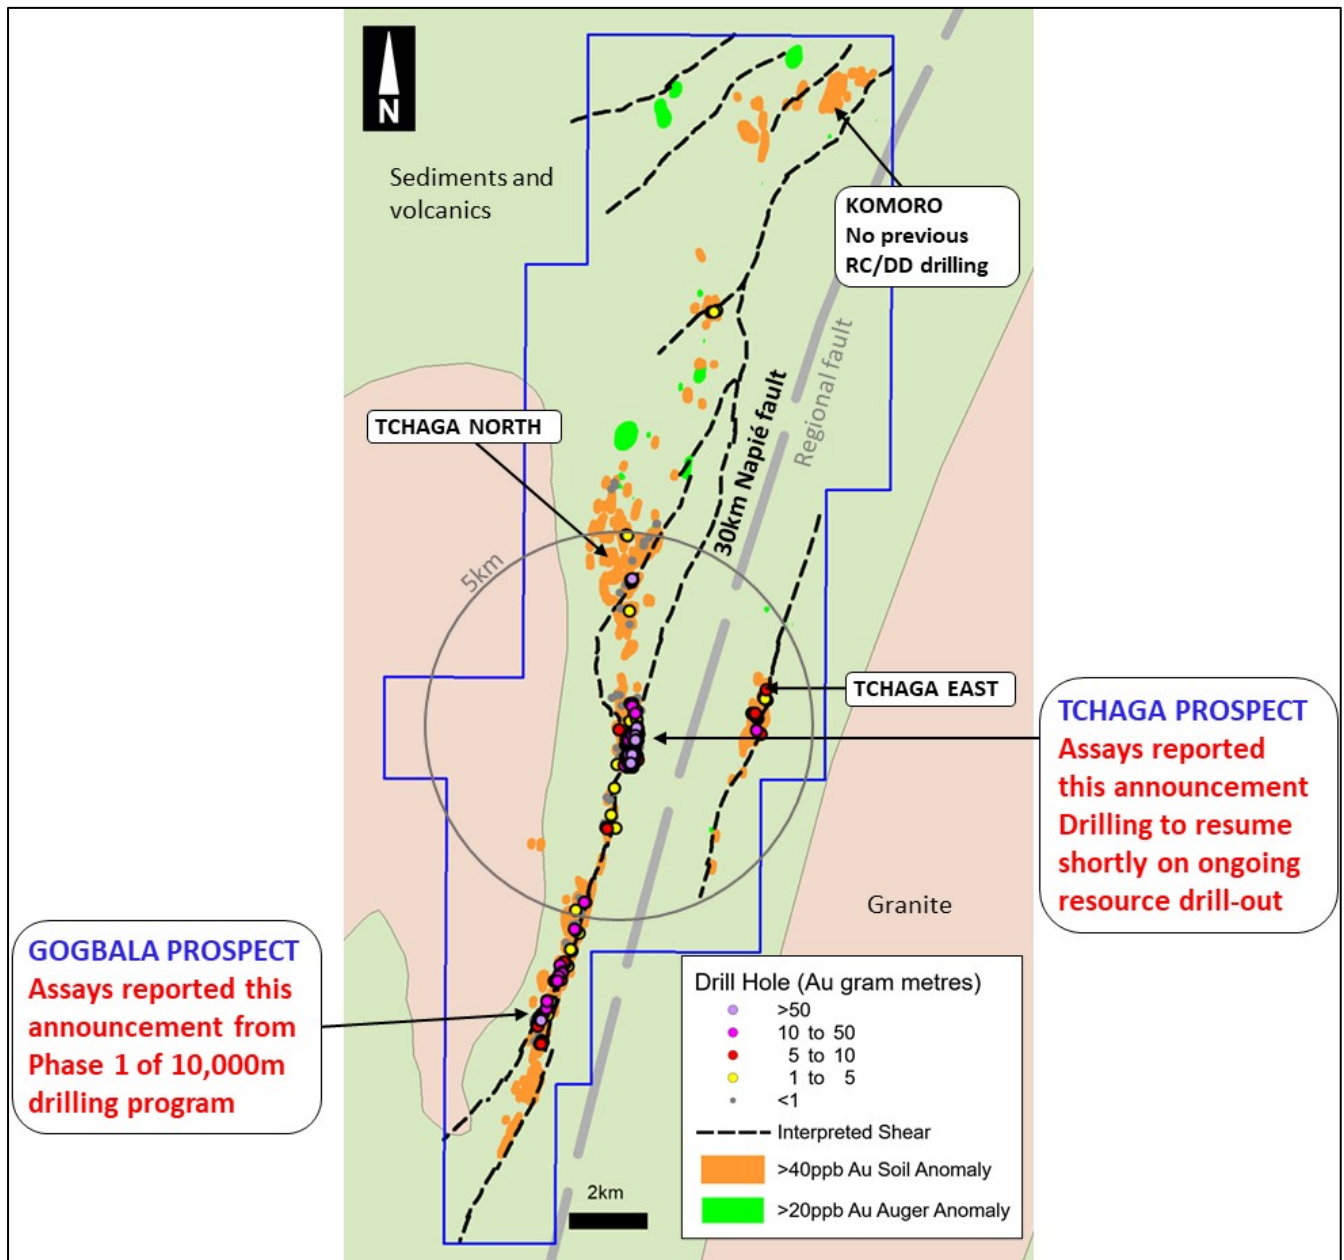 N
Sediments and
volcanics
KOMORO
No previous
RC/DD drilling
TCHAGA NORTH
30km Napié fault
Regional fault
5km
TCHAGA EAST
TCHAGA PROSPECT
Assays reported
this announcement
Drilling to resume
shortly on ongoing
resource drill-out
Granite
GOGBALA PROSPECT
Assays reported this
announcement from
Phase 1 of 10,000m
drilling program
Drill Hole (Au gram metres)
>50
10 to 50
5 to 10
1 to 5
<1
Interpreted Shear
>40ppb Au Soil Anomaly
>20ppb Au Auger Anomaly
2km